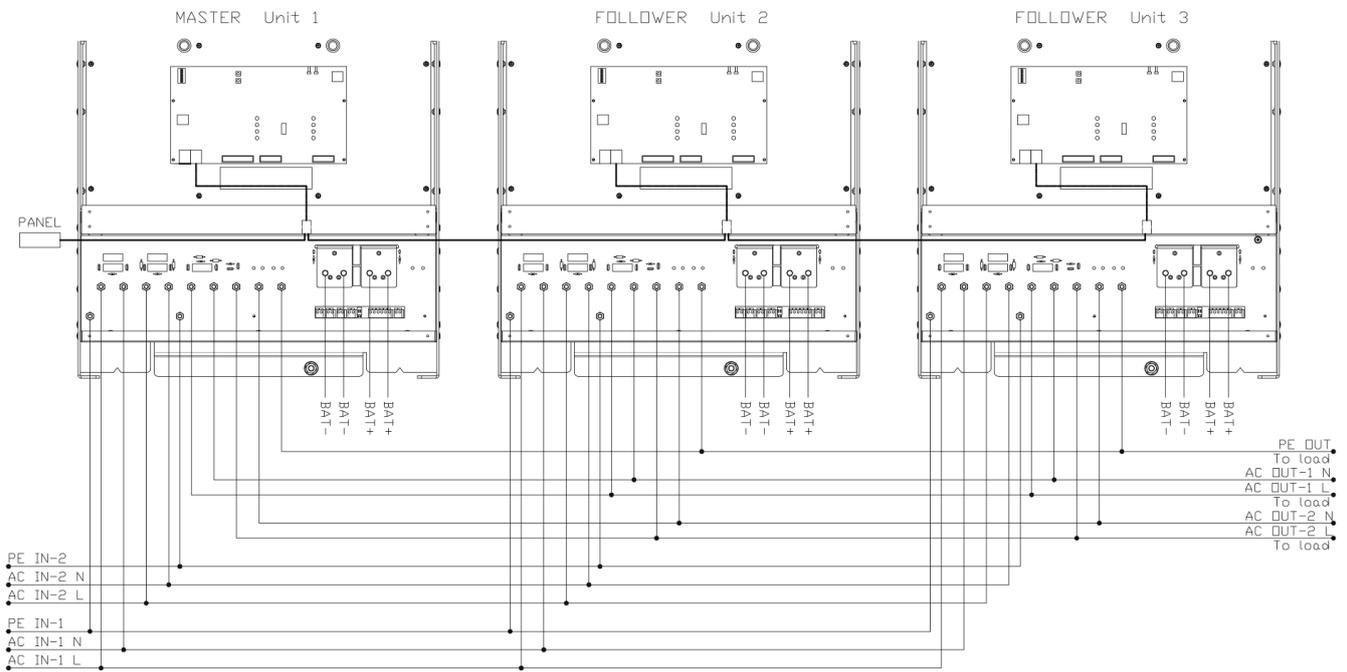 MASTER Unit 1
FOLLOWER Unit 2
FOLLOWER Unit 3
PANEL
BAT-
BAT-
BAT+
BAT+
BAT-
BAT-
BAT+
BAT+
BAT-
BAT-
BAT+
BAT+
PE OUT
To load
AC OUT-1 N
AC OUT-1 L
To load
AC OUT-2 N
AC OUT-2 L
To load
PE IN-2
AC IN-2 N
AC IN-2 L
PE IN-1
AC IN-1 N
AC IN-1 L